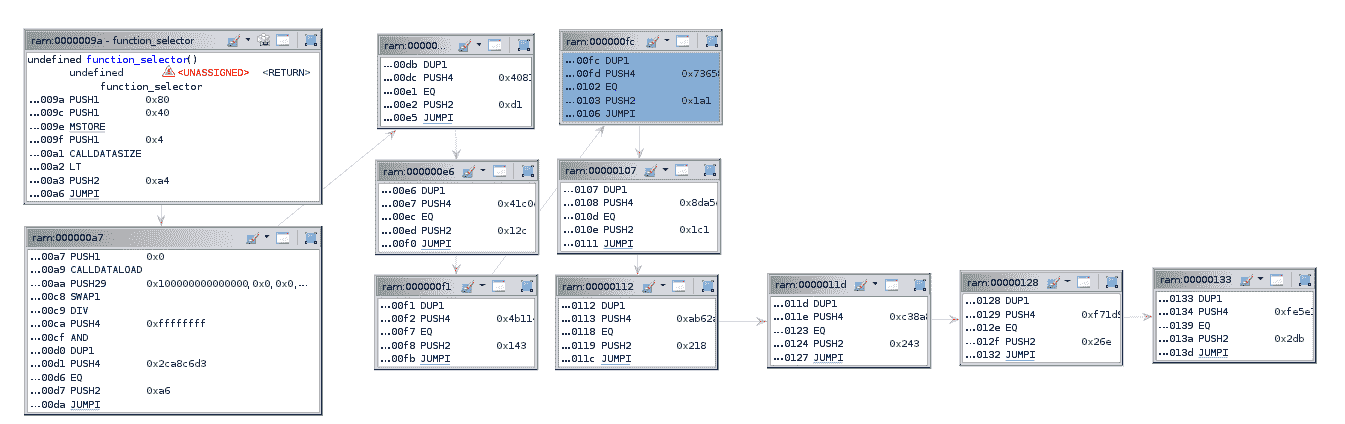 ram:0000009a - function_selector
undefined function_selector()
undefined <UNASSIGNED> <RETURN>
function_selector
...009a PUSH1 0x80
...009c PUSH1 0x40
...009e MSTORE
...009f PUSH1 0x4
...00a1 CALLDATASIZE
...00a2 LT
...00a3 PUSH2 0xa4
...00a6 JUMPI
ram:000000a7
...00a7 PUSH1 0x0
...00a9 CALLDATALOAD
...00aa PUSH29 0x100000000000000, 0x0, 0x0,...
...00c8 SWAP1
...00c9 DIV
...00ca PUSH4 0xffffffff
...00cf AND
...00d0 DUP1
...00d1 PUSH4 0x2ca8c6d3
...00d6 EQ
...00d7 PUSH2 0xa6
...00da JUMPI
ram:00000...
...00db DUP1
...00dc PUSH4 0x408
...00e1 EQ
...00e2 PUSH2 0xd1
...00e5 JUMPI
ram:000000e6
...00e6 DUP1
...00e7 PUSH4 0x41c0
...00ec EQ
...00ed PUSH2 0x12c
...00f0 JUMPI
ram:000000f1
...00f1 DUP1
...00f2 PUSH4 0x4b11
...00f7 EQ
...00f8 PUSH2 0x143
...00fb JUMPI
ram:000000fc
...00fc DUP1
...00fd PUSH4 0x7365
...0102 EQ
...0103 PUSH2 0x1a1
...0106 JUMPI
ram:00000107
...0107 DUP1
...0108 PUSH4 0x8da5
...010d EQ
...010e PUSH2 0x1c1
...0111 JUMPI
ram:00000112
...0112 DUP1
...0113 PUSH4 0xab62
...0118 EQ
...0119 PUSH2 0x218
...011c JUMPI
ram:0000011d
...011d DUP1
...011e PUSH4 0xc38a
...0123 EQ
...0124 PUSH2 0x243
...0127 JUMPI
ram:00000128
...0128 DUP1
...0129 PUSH4 0xf71d
...012e EQ
...012f PUSH2 0x26e
...0132 JUMPI
ram:00000133
...0133 DUP1
...0134 PUSH4 0xfe5e
...0139 EQ
...013a PUSH2 0x2db
...013d JUMPI